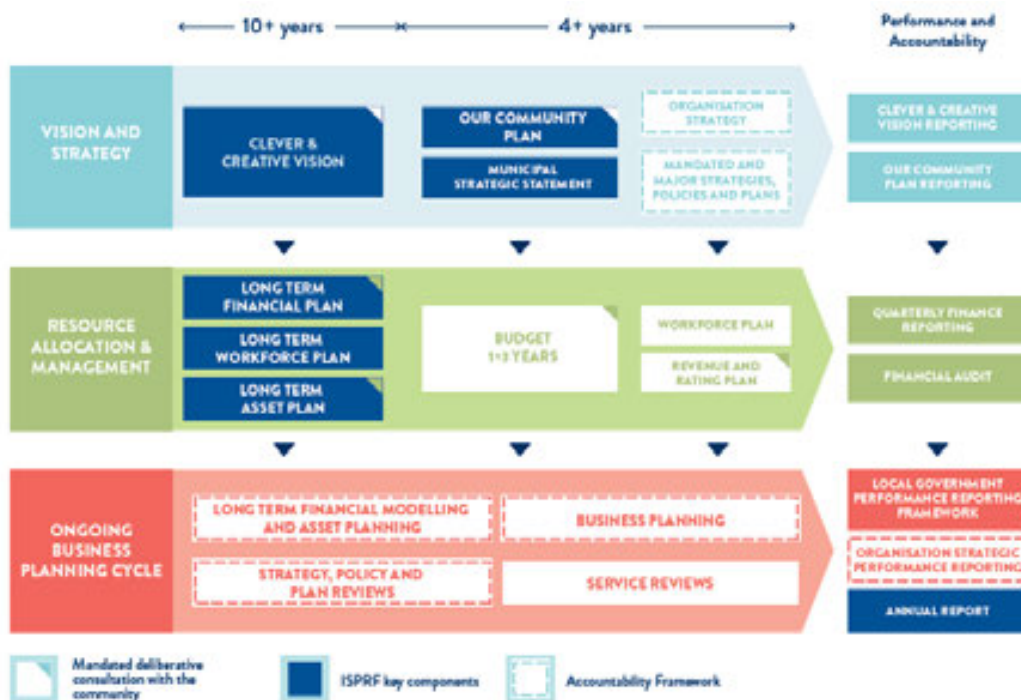 10+ years
4+ years
Performance and
Accountability
VISION AND
STRATEGY
CLEVER &
CREATIVE VISION
OUR COMMUNITY
PLAN
MUNICIPAL
STRATEGIC STATEMENT
ORGANISATION
STRATEGY
MANDATED AND
MAJOR STRATEGIES,
POLICIES AND PLANS
CLEVER & CREATIVE
VISION REPORTING
OUR COMMUNITY
PLAN REPORTING
RESOURCE
ALLOCATION &
MANAGEMENT
LONG TERM
FINANCIAL PLAN
LONG TERM
WORKFORCE PLAN
LONG TERM
ASSET PLAN
BUDGET
1+3 YEARS
WORKFORCE PLAN
REVENUE AND
RATING PLAN
QUARTERLY FINANCE
REPORTING
FINANCIAL AUDIT
ONGOING
BUSINESS
PLANNING CYCLE
LONG TERM FINANCIAL MODELLING
AND ASSET PLANNING
BUSINESS PLANNING
STRATEGY, POLICY AND
PLAN REVIEWS
SERVICE REVIEWS
LOCAL GOVERNMENT
PERFORMANCE REPORTING
FRAMEWORK
ORGANISATION STRATEGIC
PERFORMANCE REPORTING
ANNUAL REPORT
Mandated deliberative
consultation with the
community
ISPRF key components
Accountability Framework